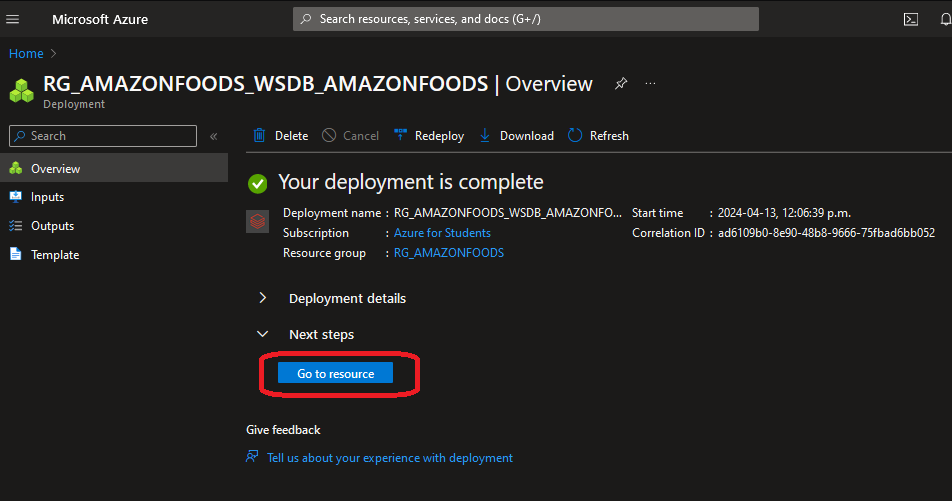 Microsoft Azure
Search resources, services, and docs (G+/)
Home
RG_AMAZONFOODS_WSDB_AMAZONFOODS | Overview
Deployment
Search
Delete
Cancel
Redeploy
Download
Refresh
Overview
Inputs
Outputs
Template
Your deployment is complete
Deployment name : RG_AMAZONFOODS_WSDB_AMAZONFO...
Start time : 2024-04-13, 12:06:39 p.m.
Subscription : Azure for Students
Correlation ID : ad6109b0-8e90-48b8-9666-75fbad6bb052
Resource group : RG_AMAZONFOODS
Deployment details
Next steps
Go to resource
Give feedback
Tell us about your experience with deployment